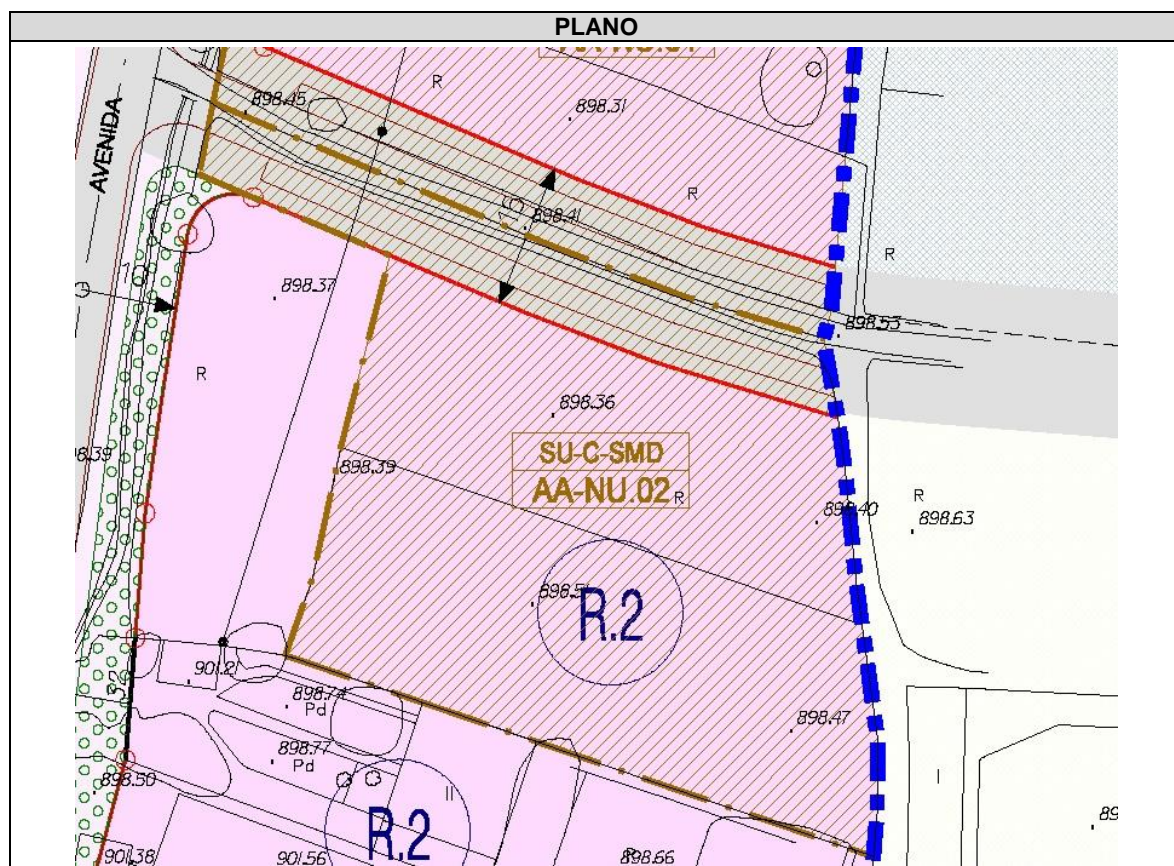 PLANO
R
898.45
898.31
AVENIDA
R
898.41
R
898.37
898.53
R
898.36
898.39
SU-C-SMD
AA-NU.02
R
898.40
R
898.63
R.2
901.21
898.74
Pd
898.47
898.77
Pd
898.50
II
I
R.2
901.38
901.56
898.66